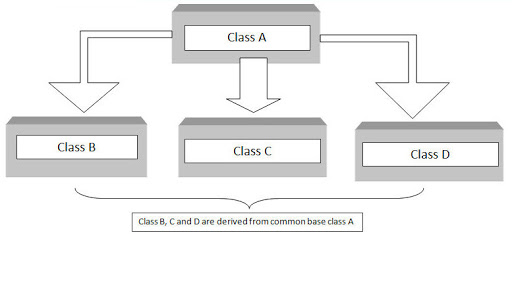 Class A
Class B
Class C
Class D
Class B, C and D are derived from common base class A